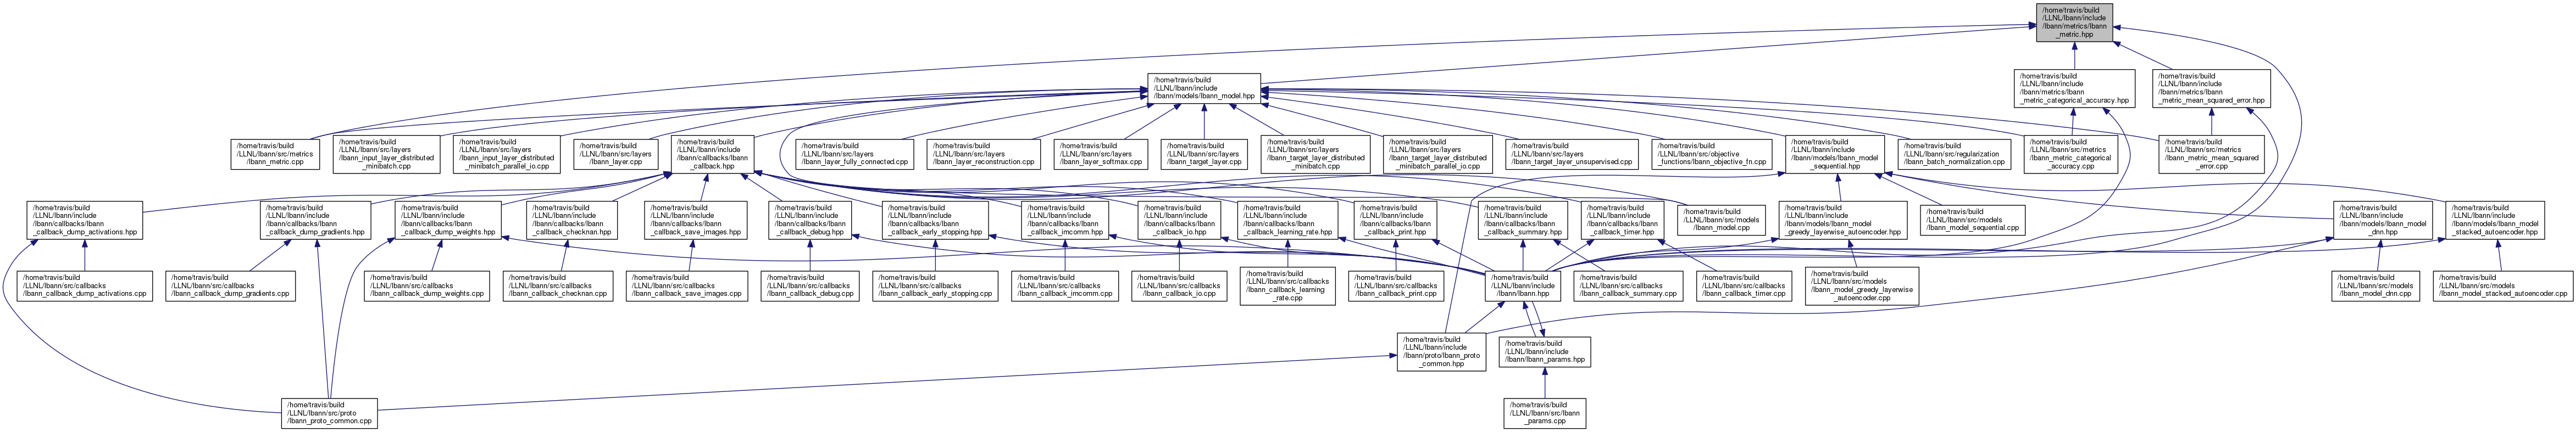 /home/travis/build
/LLNL/lbann/include
/lbann/metrics/lbann
_metric.hpp
/home/travis/build
/LLNL/lbann/include
/lbann/models/lbann_model.hpp
/home/travis/build
/LLNL/lbann/include
/lbann/metrics/lbann
_metric_categorical_accuracy.hpp
/home/travis/build
/LLNL/lbann/include
/lbann/metrics/lbann
_metric_mean_squared_error.hpp
/home/travis/build
/LLNL/lbann/src/metrics
/lbann_metric.cpp
/home/travis/build
/LLNL/lbann/src/layers
/lbann_input_layer_distributed
_minibatch.cpp
/home/travis/build
/LLNL/lbann/src/layers
/lbann_input_layer_distributed
_minibatch_parallel_io.cpp
/home/travis/build
/LLNL/lbann/src/layers
/lbann_layer.cpp
/home/travis/build
/LLNL/lbann/include
/lbann/callbacks/lbann
_callback.hpp
/home/travis/build
/LLNL/lbann/src/layers
/lbann_layer_fully_connected.cpp
/home/travis/build
/LLNL/lbann/src/layers
/lbann_layer_reconstruction.cpp
/home/travis/build
/LLNL/lbann/src/layers
/lbann_layer_softmax.cpp
/home/travis/build
/LLNL/lbann/src/layers
/lbann_target_layer.cpp
/home/travis/build
/LLNL/lbann/src/layers
/lbann_target_layer_distributed
_minibatch.cpp
/home/travis/build
/LLNL/lbann/src/layers
/lbann_target_layer_distributed
_minibatch_parallel_io.cpp
/home/travis/build
/LLNL/lbann/src/layers
/lbann_target_layer_unsupervised.cpp
/home/travis/build
/LLNL/lbann/src/objective
_functions/lbann_objective_fn.cpp
/home/travis/build
/LLNL/lbann/include
/lbann/models/lbann_model
_sequential.hpp
/home/travis/build
/LLNL/lbann/src/regularization
/lbann_batch_normalization.cpp
/home/travis/build
/LLNL/lbann/src/metrics
/lbann_metric_categorical
_accuracy.cpp
/home/travis/build
/LLNL/lbann/src/metrics
/lbann_metric_mean_squared
_error.cpp
/home/travis/build
/LLNL/lbann/include
/lbann/callbacks/lbann
_callback_dump_activations.hpp
/home/travis/build
/LLNL/lbann/include
/lbann/callbacks/lbann
_callback_dump_gradients.hpp
/home/travis/build
/LLNL/lbann/include
/lbann/callbacks/lbann
_callback_dump_weights.hpp
/home/travis/build
/LLNL/lbann/include
/lbann/callbacks/lbann
_callback_checknan.hpp
/home/travis/build
/LLNL/lbann/include
/lbann/callbacks/lbann
_callback_save_images.hpp
/home/travis/build
/LLNL/lbann/include
/lbann/callbacks/lbann
_callback_debug.hpp
/home/travis/build
/LLNL/lbann/include
/lbann/callbacks/lbann
_callback_early_stopping.hpp
/home/travis/build
/LLNL/lbann/include
/lbann/callbacks/lbann
_callback_imcomm.hpp
/home/travis/build
/LLNL/lbann/include
/lbann/callbacks/lbann
_callback_io.hpp
/home/travis/build
/LLNL/lbann/include
/lbann/callbacks/lbann
_callback_learning_rate.hpp
/home/travis/build
/LLNL/lbann/include
/lbann/callbacks/lbann
_callback_print.hpp
/home/travis/build
/LLNL/lbann/include
/lbann/callbacks/lbann
_callback_summary.hpp
/home/travis/build
/LLNL/lbann/include
/lbann/callbacks/lbann
_callback_timer.hpp
/home/travis/build
/LLNL/lbann/src/models
/lbann_model.cpp
/home/travis/build
/LLNL/lbann/include
/lbann/models/lbann_model
_greedy_layerwise_autoencoder.hpp
/home/travis/build
/LLNL/lbann/src/models
/lbann_model_sequential.cpp
/home/travis/build
/LLNL/lbann/include
/lbann/models/lbann_model
_dnn.hpp
/home/travis/build
/LLNL/lbann/include
/lbann/models/lbann_model
_stacked_autoencoder.hpp
/home/travis/build
/LLNL/lbann/src/callbacks
/lbann_callback_dump_activations.cpp
/home/travis/build
/LLNL/lbann/src/callbacks
/lbann_callback_dump_gradients.cpp
/home/travis/build
/LLNL/lbann/src/callbacks
/lbann_callback_dump_weights.cpp
/home/travis/build
/LLNL/lbann/src/callbacks
/lbann_callback_checknan.cpp
/home/travis/build
/LLNL/lbann/src/callbacks
/lbann_callback_save_images.cpp
/home/travis/build
/LLNL/lbann/src/callbacks
/lbann_callback_debug.cpp
/home/travis/build
/LLNL/lbann/src/callbacks
/lbann_callback_early_stopping.cpp
/home/travis/build
/LLNL/lbann/src/callbacks
/lbann_callback_imcomm.cpp
/home/travis/build
/LLNL/lbann/src/callbacks
/lbann_callback_io.cpp
/home/travis/build
/LLNL/lbann/src/callbacks
/lbann_callback_learning
_rate.cpp
/home/travis/build
/LLNL/lbann/src/callbacks
/lbann_callback_print.cpp
/home/travis/build
/LLNL/lbann/include
/lbann/lbann.hpp
/home/travis/build
/LLNL/lbann/src/callbacks
/lbann_callback_summary.cpp
/home/travis/build
/LLNL/lbann/src/callbacks
/lbann_callback_timer.cpp
/home/travis/build
/LLNL/lbann/src/models
/lbann_model_greedy_layerwise
_autoencoder.cpp
/home/travis/build
/LLNL/lbann/src/models
/lbann_model_dnn.cpp
/home/travis/build
/LLNL/lbann/src/models
/lbann_model_stacked_autoencoder.cpp
/home/travis/build
/LLNL/lbann/include
/lbann/proto/lbann_proto
_common.hpp
/home/travis/build
/LLNL/lbann/include
/lbann/lbann_params.hpp
/home/travis/build
/LLNL/lbann/src/proto
/lbann_proto_common.cpp
/home/travis/build
/LLNL/lbann/src/lbann
_params.cpp